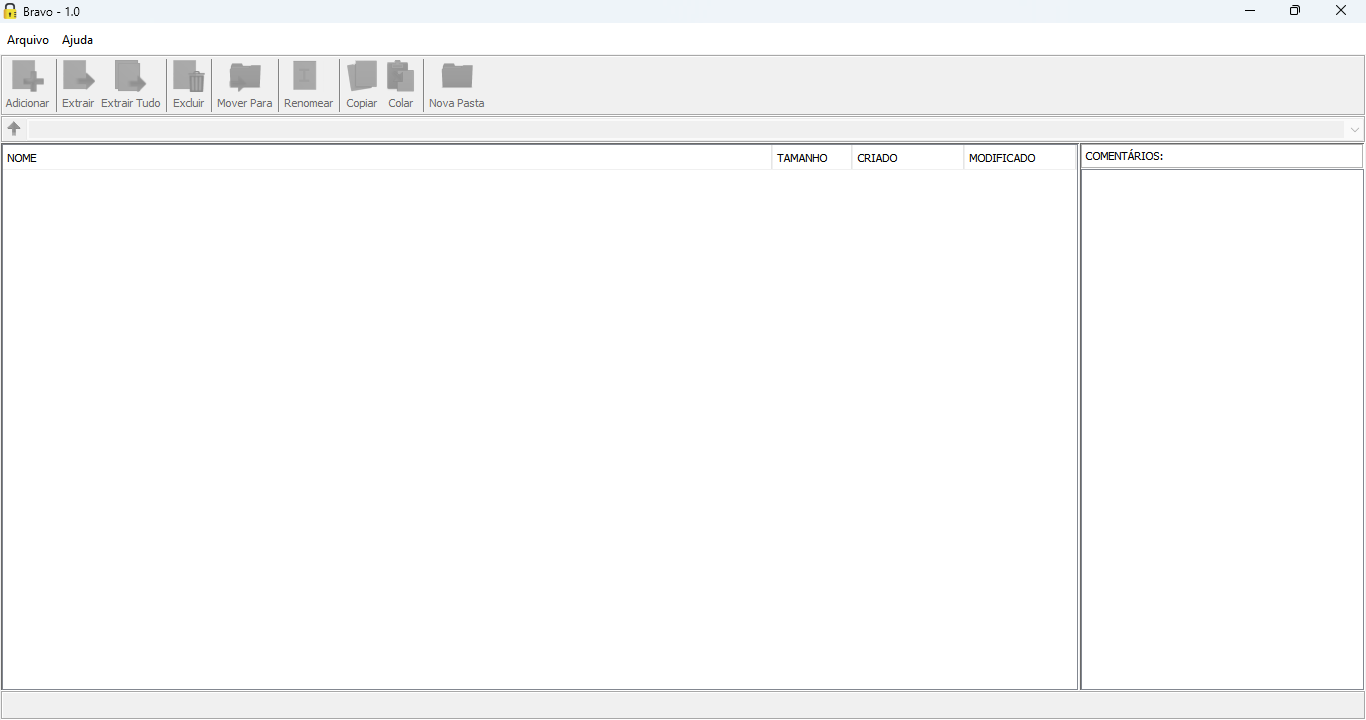 Bravo - 1.0
Arquivo Ajuda
Adicionar Extrair Extrair Tudo Excluir Mover Para Renomear Copiar Colar Nova Pasta
NOME TAMANHO CRIADO MODIFICADO COMENTÁRIOS: